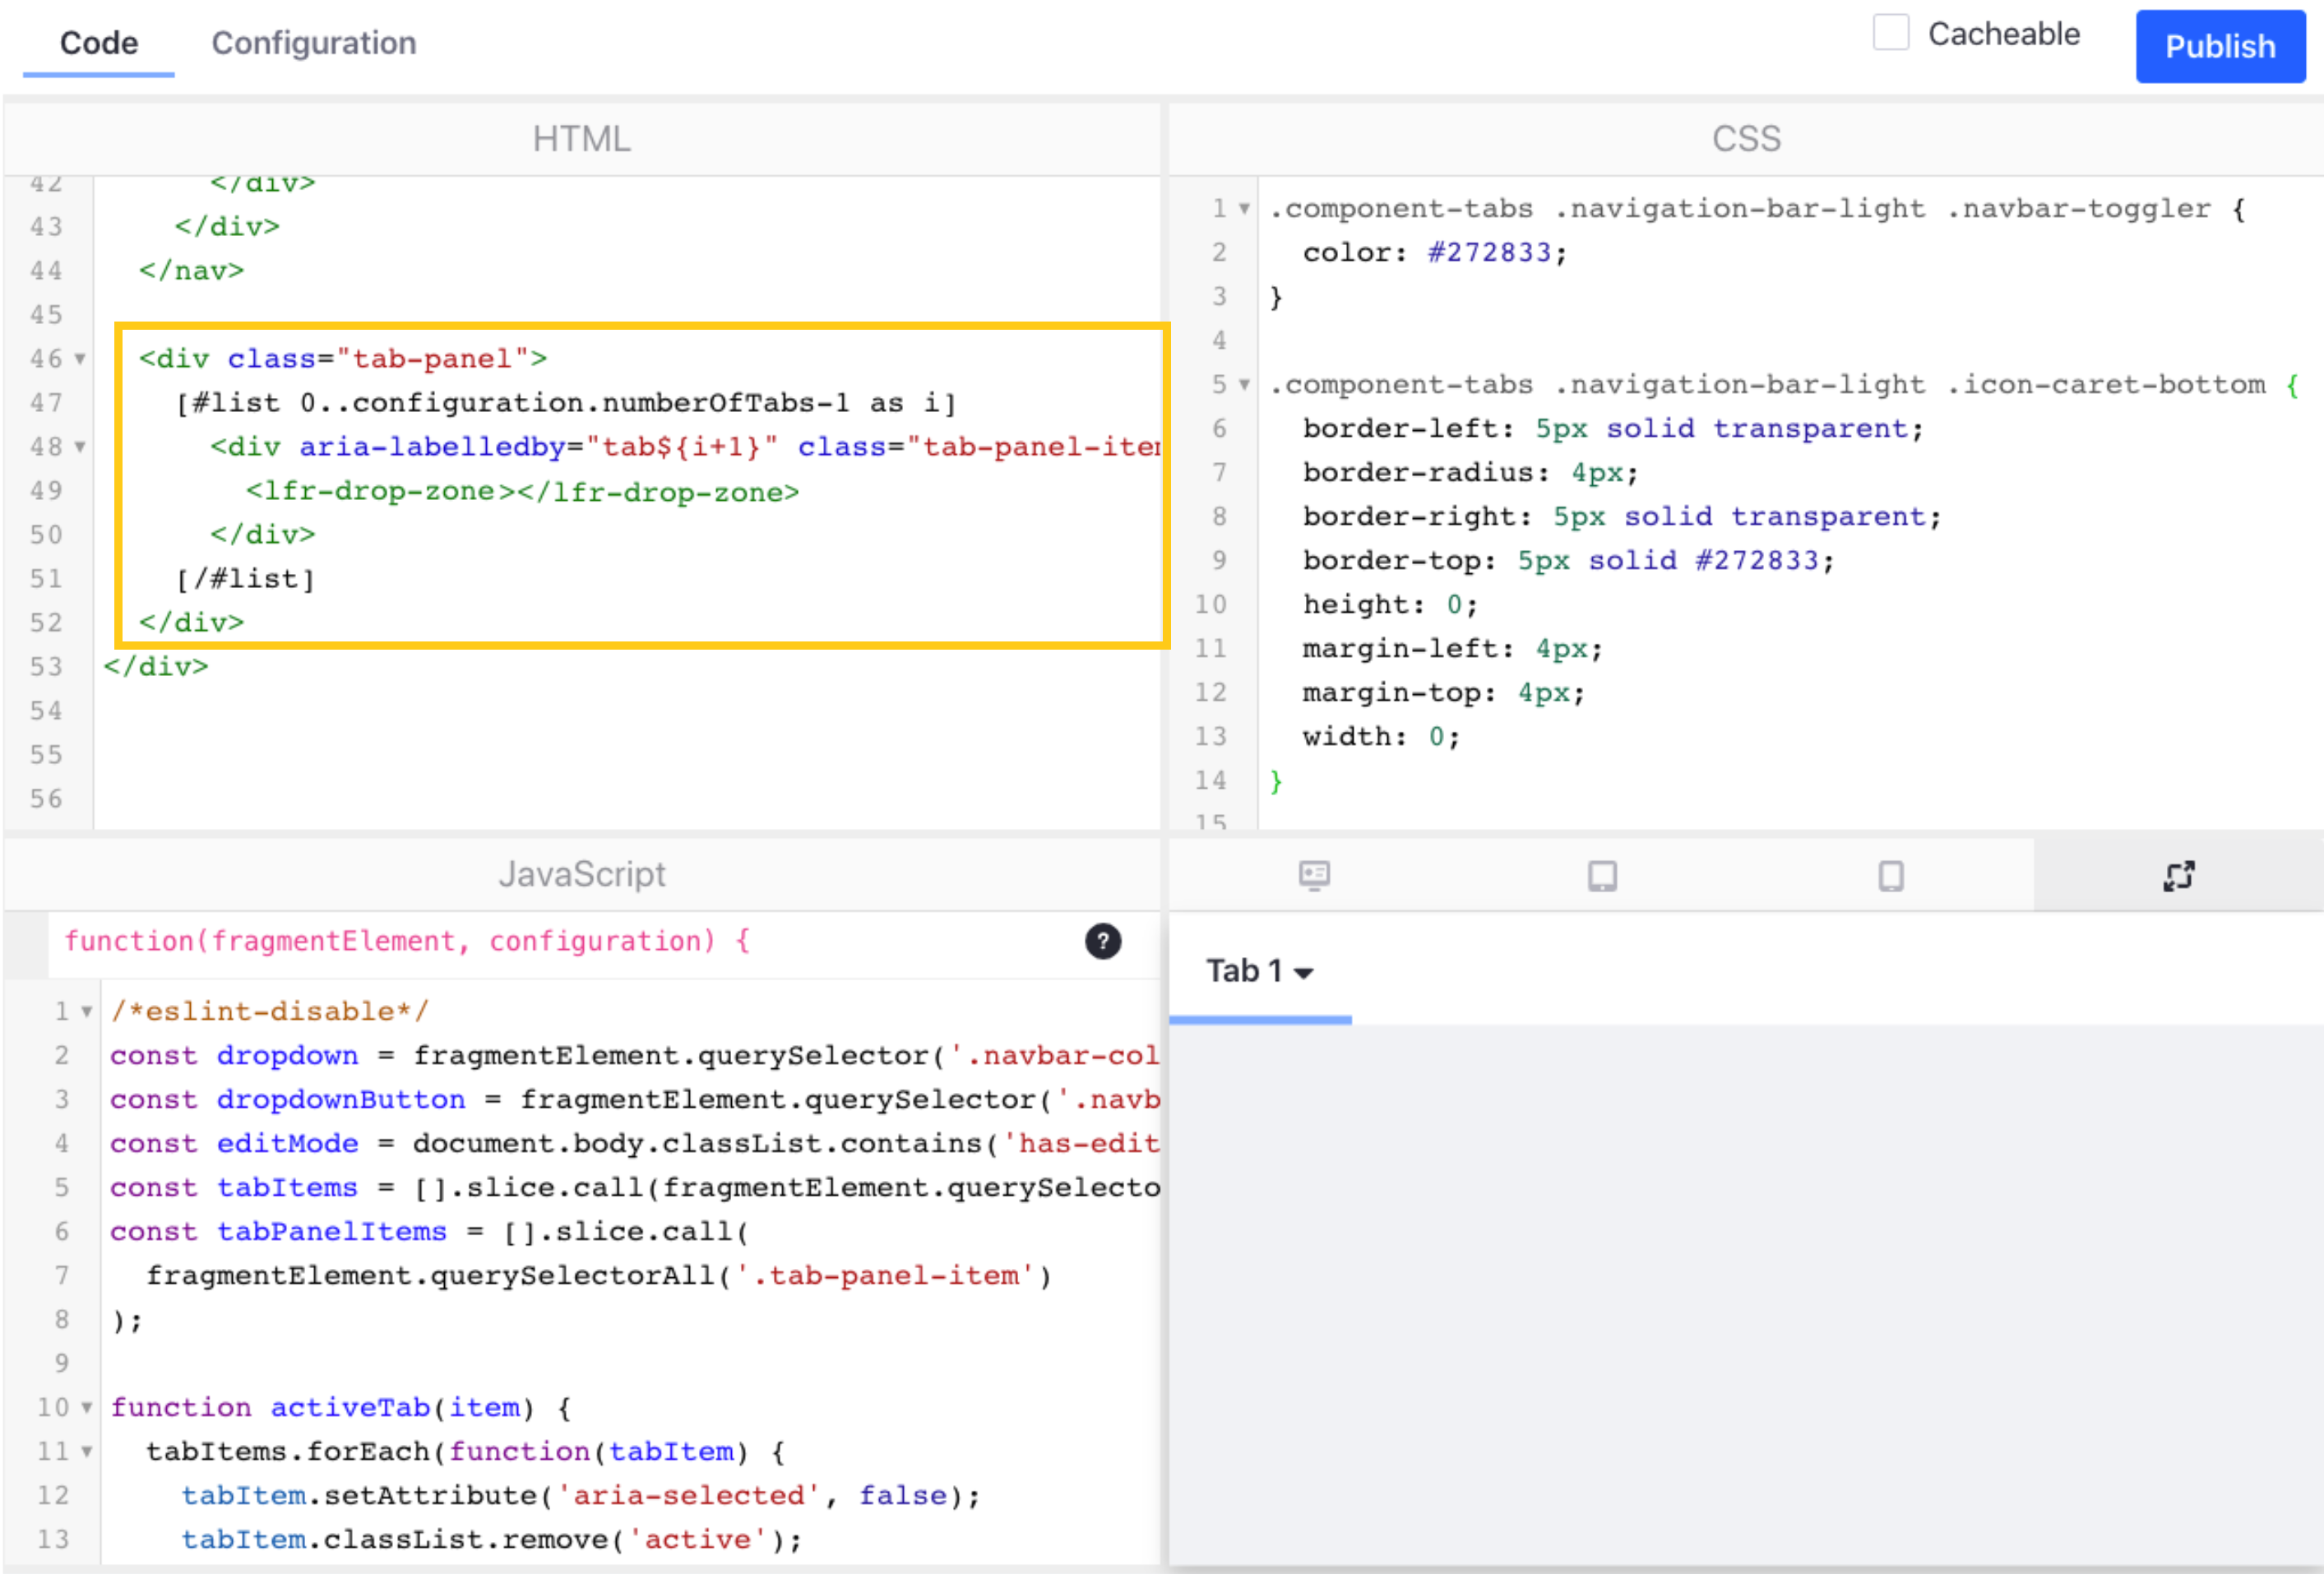 Code
Configuration
Cacheable
Publish
HTML
42 </div>
43 </div>
44 </nav>
45
46 <div class="tab-panel">
47 [#list 0..configuration.numberOfTabs-1 as i]
48 <div aria-labelledby="tab${i+1}" class="tab-panel-iter
49 <lfr-drop-zone></lfr-drop-zone>
50 </div>
51 [/#list]
52 </div>
53 </div>
54
55
56
CSS
1 .component-tabs .navigation-bar-light .navbar-toggler {
2 color: #272833;
3 }
4
5 .component-tabs .navigation-bar-light .icon-caret-bottom {
6 border-left: 5px solid transparent;
7 border-radius: 4px;
8 border-right: 5px solid transparent;
9 border-top: 5px solid #272833;
10 height: 0;
11 margin-left: 4px;
12 margin-top: 4px;
13 width: 0;
14 }
15
JavaScript
function(fragmentElement, configuration) {
?
1 /*eslint-disable*/
2 const dropdown = fragmentElement.querySelector('.navbar-col
3 const dropdownButton = fragmentElement.querySelector('.navb
4 const editMode = document.body.classList.contains('has-edit
5 const tabItems = [].slice.call(fragmentElement.querySelecto
6 const tabPanelItems = [].slice.call(
7 fragmentElement.querySelectorAll('.tab-panel-item')
8 );
9
10 function activeTab(item) {
11 tabItems.forEach(function(tabItem) {
12 tabItem.setAttribute('aria-selected', false);
13 tabItem.classList.remove('active');
Tab 1